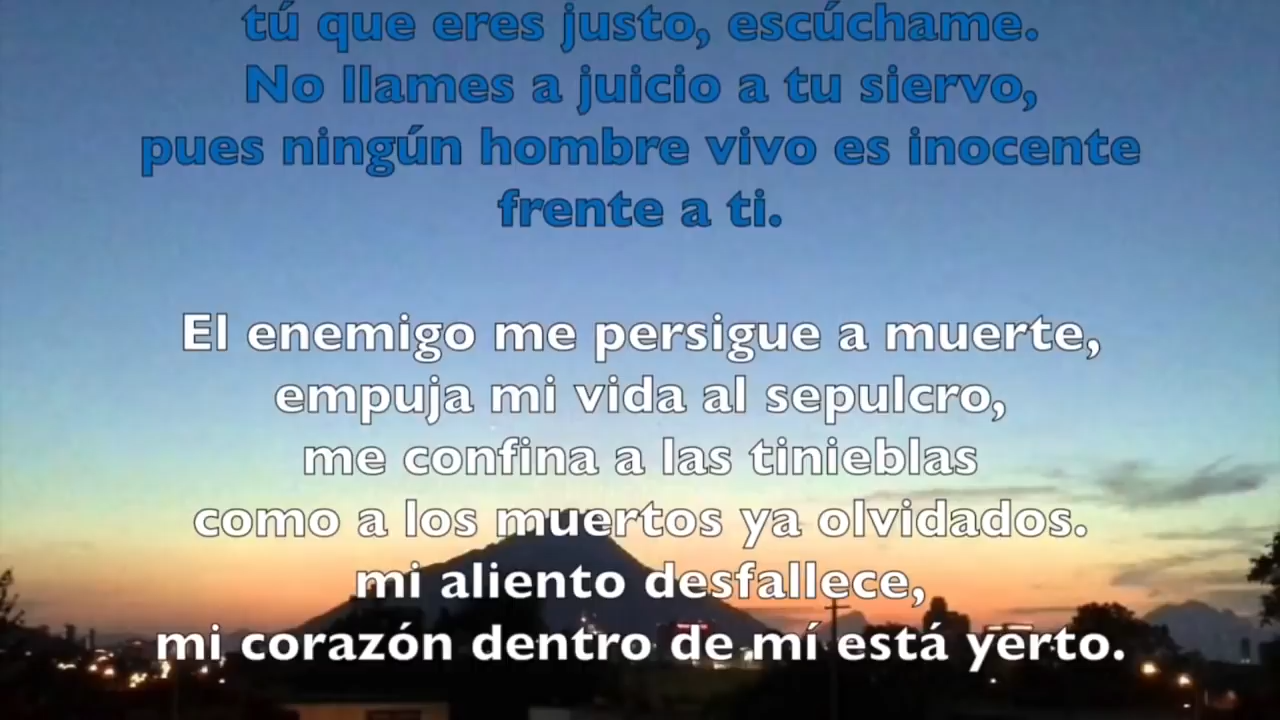 tú que eres justo, escúchame.
No llames a juicio a tu siervo,
pues ningún hombre vivo es inocente
frente a ti.
El enemigo me persigue a muerte,
empuja mi vida al sepulcro,
me confina a las tinieblas
como a los muertos ya olvidados.
mi aliento desfallece,
mi corazón dentro de mí está yerto.